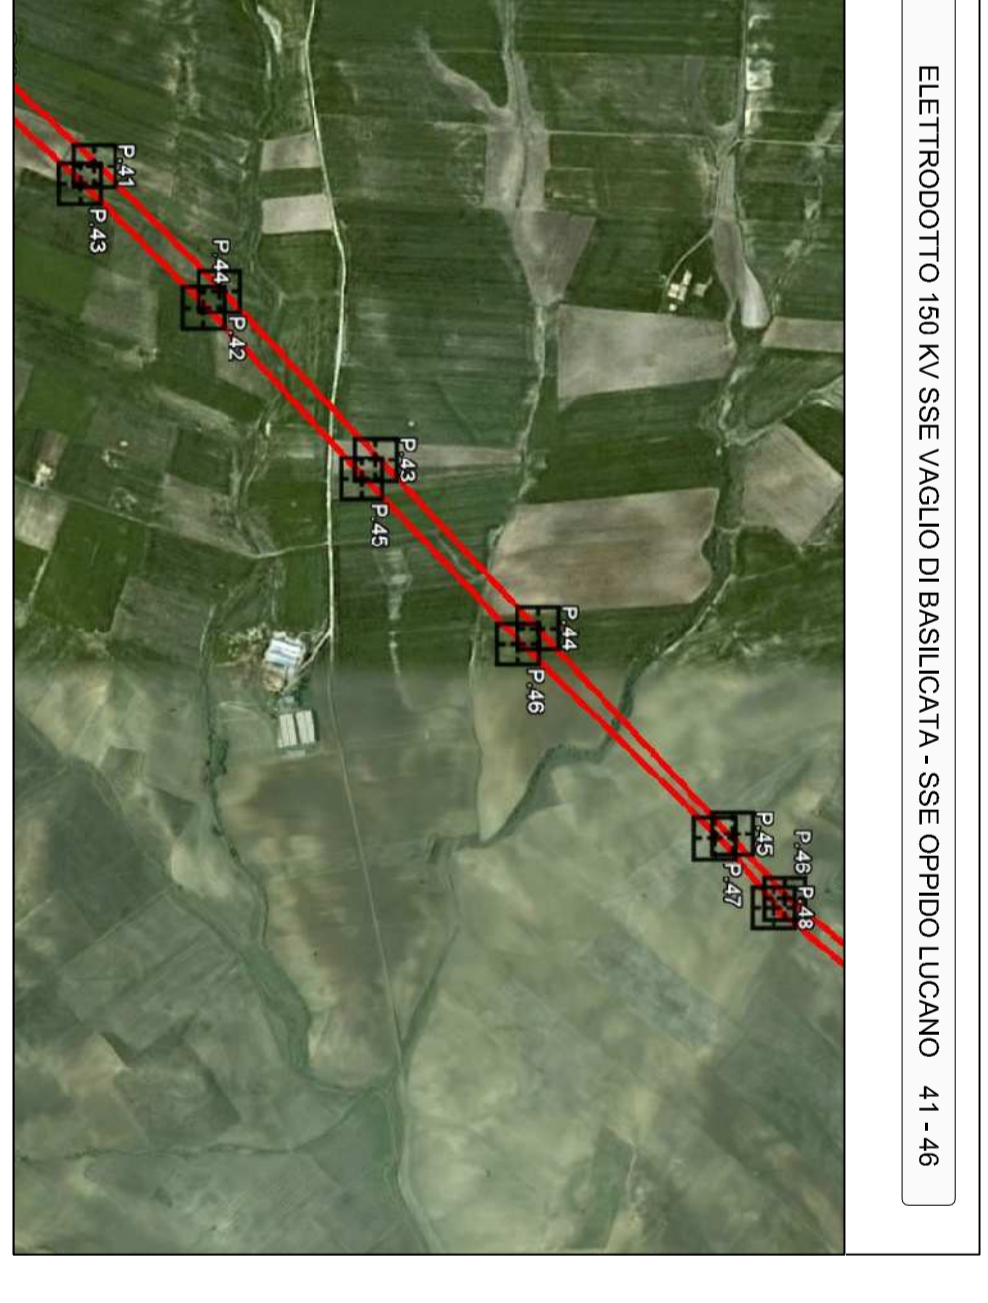 ELETTRODOTTO 150 KV SSE VAGLIO DI BASILICATA - SSE OPPIDO LUCANO 41 - 46
P.41
P.43
P.44
P.42
P.43
P.45
P.44
P.46
P.45
P.47
P.46
P.48